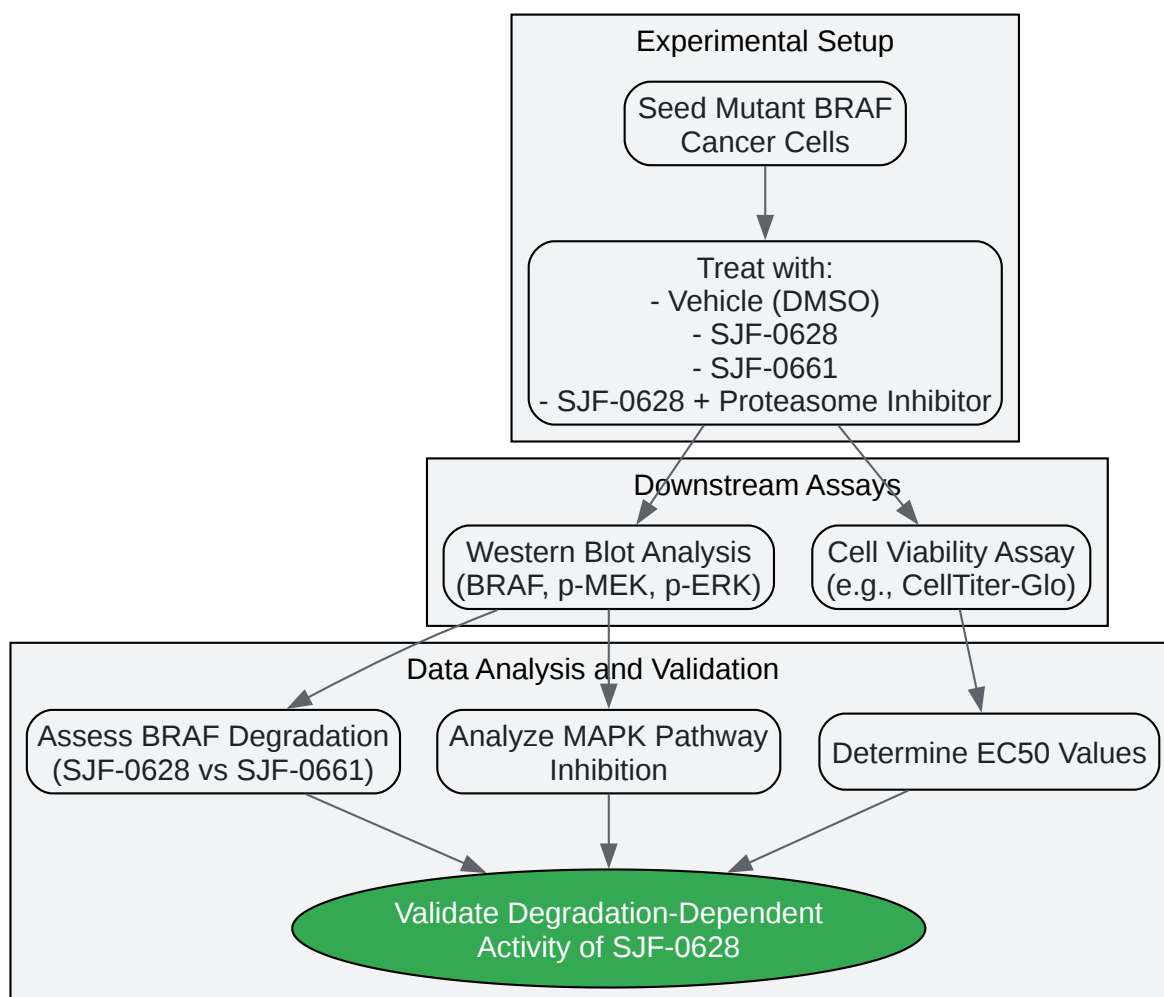 Experimental Setup
Seed Mutant BRAF
Cancer Cells
Treat with:
- Vehicle (DMSO)
- SJF-0628
- SJF-0661
- SJF-0628 + Proteasome Inhibitor
Downstream Assays
Western Blot Analysis
(BRAF, p-MEK, p-ERK)
Cell Viability Assay
(e.g., CellTiter-Glo)
Data Analysis and Validation
Assess BRAF Degradation
(SJF-0628 vs SJF-0661)
Analyze MAPK Pathway
Inhibition
Determine EC50 Values
Validate Degradation-Dependent
Activity of SJF-0628